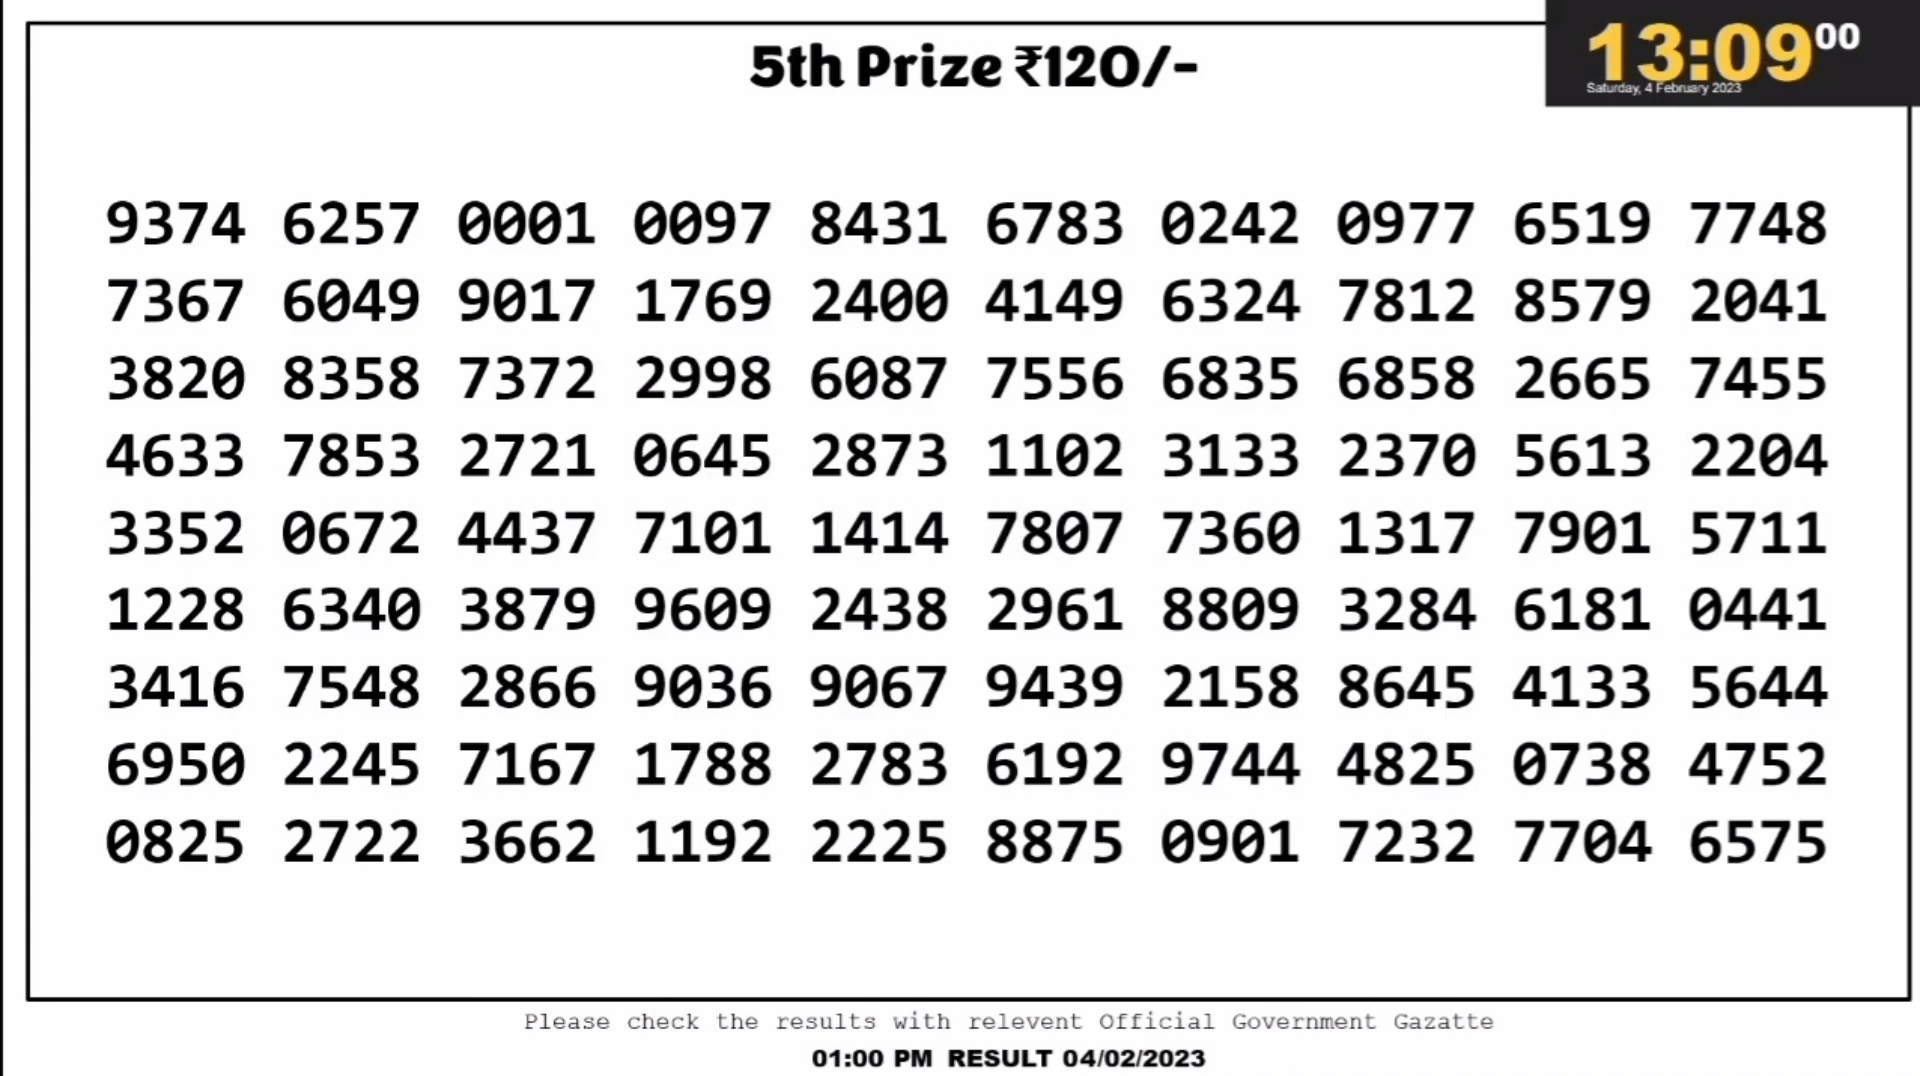 5th Prize ₹120/-
13:09 00
Saturday, 4 February 2023
9374 6257 0001 0097 8431 6783 0242 0977 6519 7748
7367 6049 9017 1769 2400 4149 6324 7812 8579 2041
3820 8358 7372 2998 6087 7556 6835 6858 2665 7455
4633 7853 2721 0645 2873 1102 3133 2370 5613 2204
3352 0672 4437 7101 1414 7807 7360 1317 7901 5711
1228 6340 3879 9609 2438 2961 8809 3284 6181 0441
3416 7548 2866 9036 9067 9439 2158 8645 4133 5644
6950 2245 7167 1788 2783 6192 9744 4825 0738 4752
0825 2722 3662 1192 2225 8875 0901 7232 7704 6575
Please check the results with relevent Official Government Gazatte
01:00 PM RESULT 04/02/2023